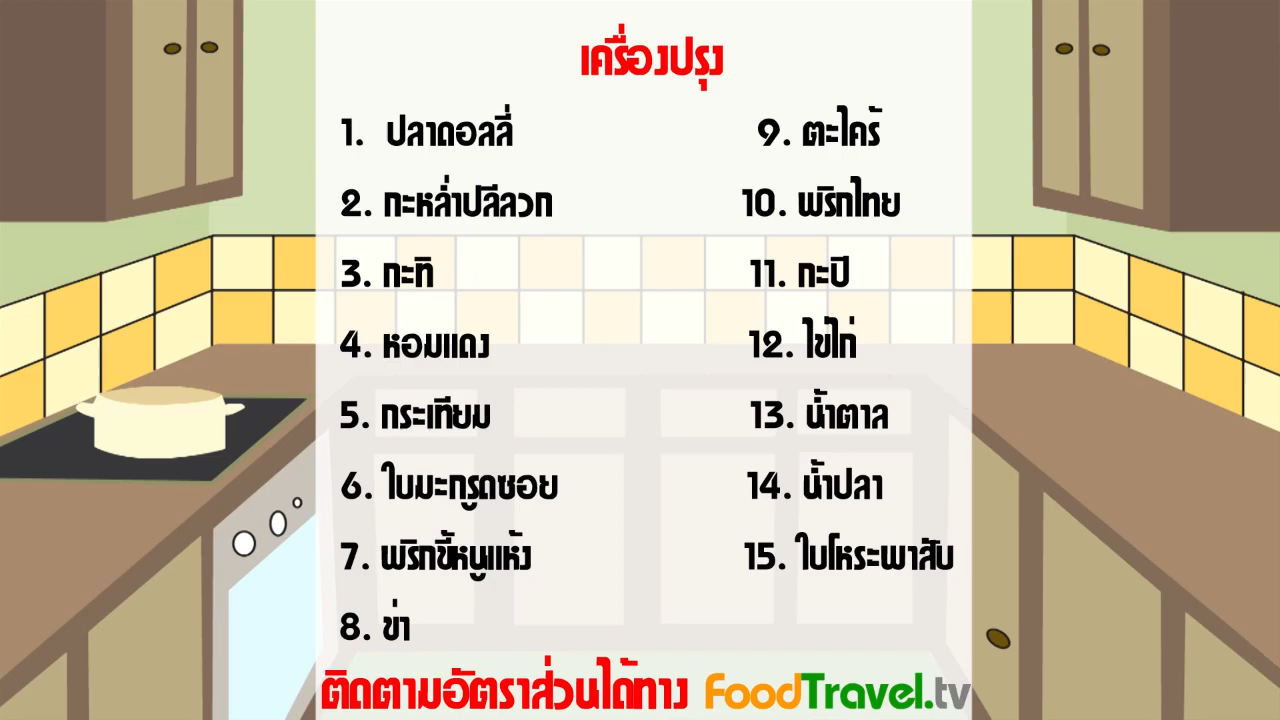 เครื่องปรุง
1. ปลาดอลลี่
2. กะหล่ำปลีลวก
3. กะทิ
4. หอมแดง
5. กระเทียม
6. ใบมะกรูดซอย
7. พริกขี้หนูแห้ง
8. ข่า
9. ตะไคร้
10. พริกไทย
11. กะปิ
12. ไข่ไก่
13. น้ำตาล
14. น้ำปลา
15. ใบโหระพาสับ
ติดตามอัตราส่วนได้ทาง FoodTravel.tv